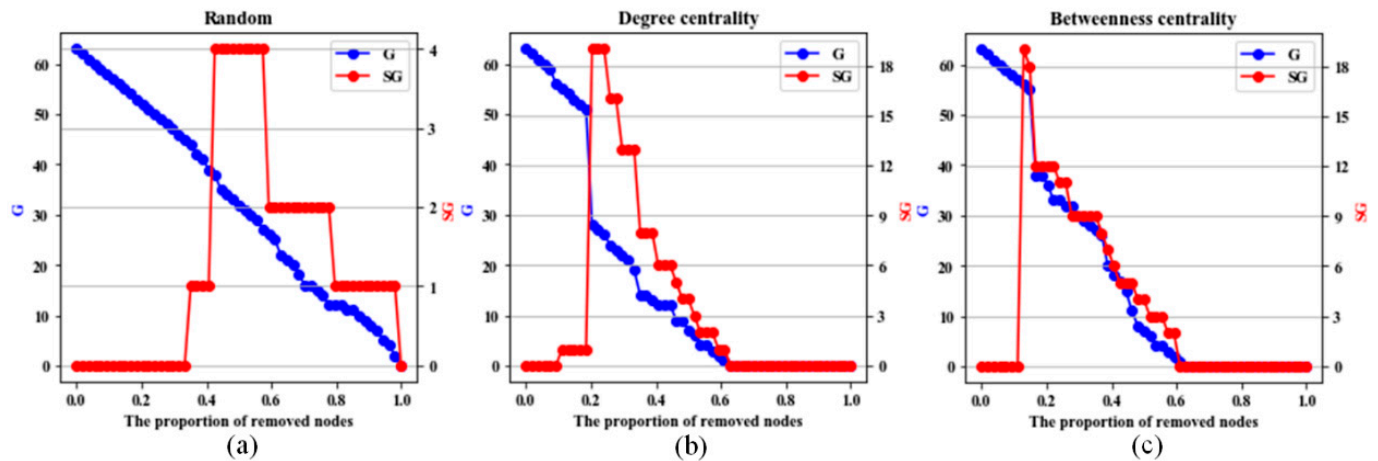 Random
G
SG
60
50
40
30
20
10
0
G
4
3
2
1
0
SG
0.0 0.2 0.4 0.6 0.8 1.0
The proportion of removed nodes
(a)
Degree centrality
G
SG
60
50
40
30
20
10
0
G
18
15
12
9
6
3
0
SG
0.0 0.2 0.4 0.6 0.8 1.0
The proportion of removed nodes
(b)
Betweenness centrality
G
SG
60
50
40
30
20
10
0
G
18
15
12
9
6
3
0
SG
0.0 0.2 0.4 0.6 0.8 1.0
The proportion of removed nodes
(c)